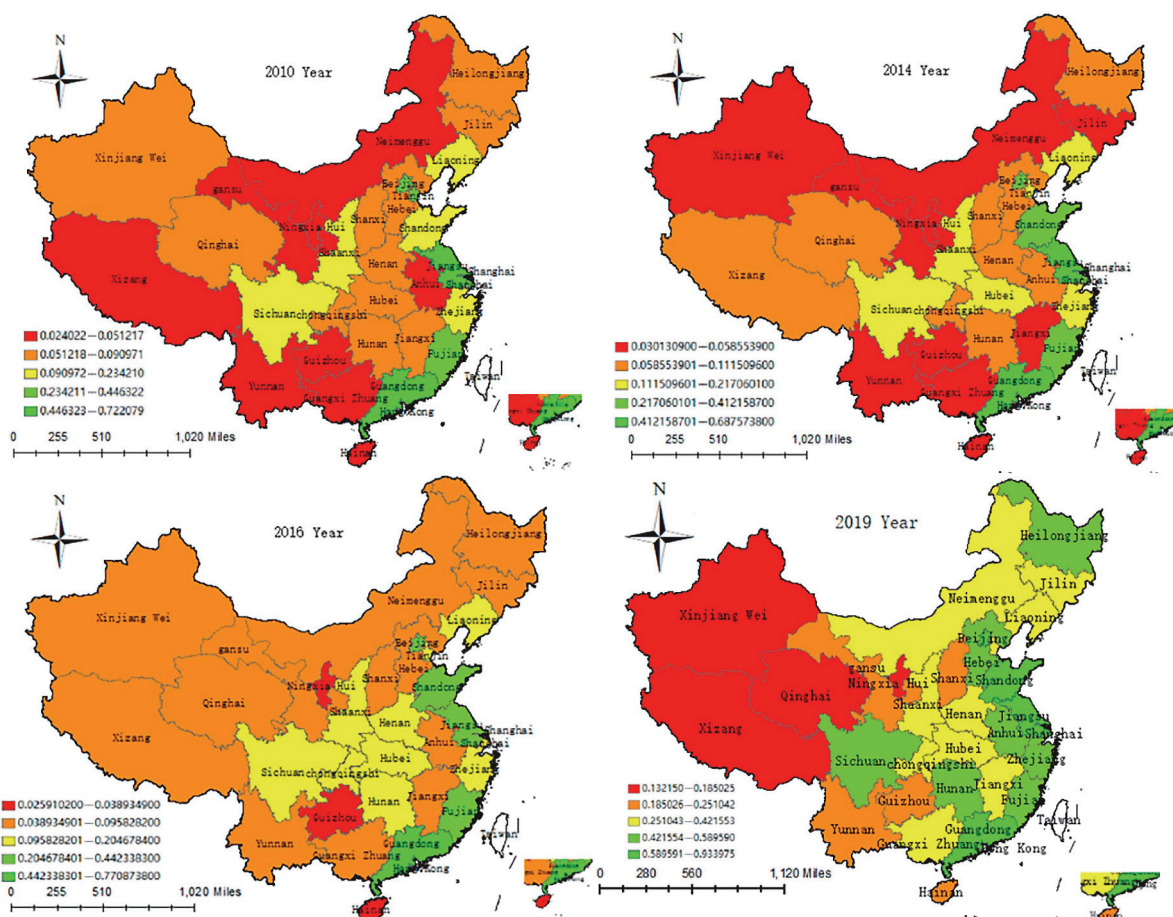 N
2010 Year
Heilongjiang
Jilin
Neimenggu
Liaoning
Xinjiang Wei
gansu
Beijing
Tianjin
Hebei
Ningxia
Hui
Shanxi
Shandong
Qinghai
Shaanxi
Henan
Jiangsu
Shanghai
Xizang
Anhui
Shanghai
Hubei
Zhejiang
Sichuan
chongqingshi
Hunan
Jiangxi
Guizhou
Fujian
Yunnan
Guangdong
Taiwan
Guangxi Zhuang
Hainan
0.024022—0.051217
0.051218—0.090971
0.090972—0.234210
0.234211—0.446322
0.446323—0.722079
0 255 510 1,020 Miles
N
2014 Year
Heilongjiang
Jilin
Neimenggu
Liaoning
Xinjiang Wei
gansu
Beijing
Tianjin
Hebei
Ningxia
Hui
Shanxi
Shandong
Qinghai
Shaanxi
Henan
Jiangsu
Shanghai
Xizang
Anhui
Shanghai
Hubei
Zhejiang
Sichuan
chongqingshi
Hunan
Jiangxi
Guizhou
Fujian
Yunnan
Guangdong
Taiwan
Guangxi Zhuang
Hainan
0.030130900—0.058553900
0.058553901—0.111509600
0.111509601—0.217060100
0.217060101—0.412158700
0.412158701—0.687573800
0 255 510 1,020 Miles
N
2016 Year
Heilongjiang
Jilin
Neimenggu
Liaoning
Xinjiang Wei
gansu
Beijing
Tianjin
Hebei
Ningxia
Hui
Shanxi
Shandong
Qinghai
Shaanxi
Henan
Jiangsu
Shanghai
Xizang
Anhui
Shanghai
Hubei
Zhejiang
Sichuan
chongqingshi
Hunan
Jiangxi
Guizhou
Fujian
Yunnan
Guangdong
Taiwan
Guangxi Zhuang
Hainan
0.025910200—0.038934900
0.038934901—0.095828200
0.095828201—0.204678400
0.204678401—0.442338300
0.442338301—0.770873800
0 255 510 1,020 Miles
N
2019 Year
Heilongjiang
Jilin
Neimenggu
Liaoning
Xinjiang Wei
Beijing
gansu
Hebei
Ningxia
Hui
Shanxi
Shandong
Qinghai
Shaanxi
Henan
Jiangsu
Xizang
Anhui
Shanghai
Hubei
Zhejiang
Sichuan
chongqingshi
Hunan
Jiangxi
Guizhou
Fujian
Yunnan
Guangdong
Taiwan
Guangxi Zhuang
Hong Kong
Hainan
0.132150—0.185025
0.185026—0.251042
0.251043—0.421553
0.421554—0.589590
0.589591—0.933975
0 280 560 1,120 Miles